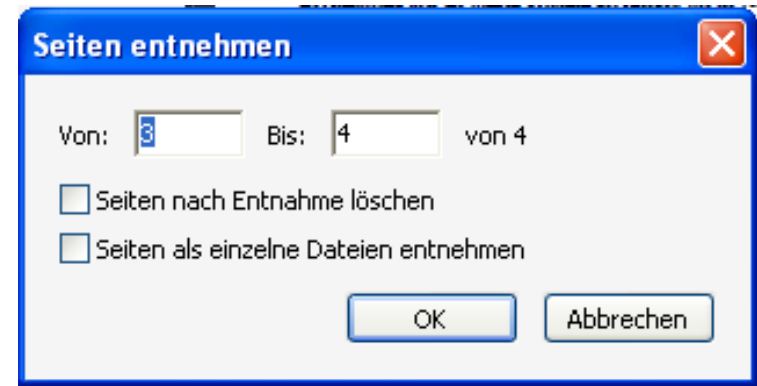 Seiten entnehmen
Von: 3 Bis: 4 von 4
Seiten nach Entnahme löschen
Seiten als einzelne Dateien entnehmen
OK Abbrechen